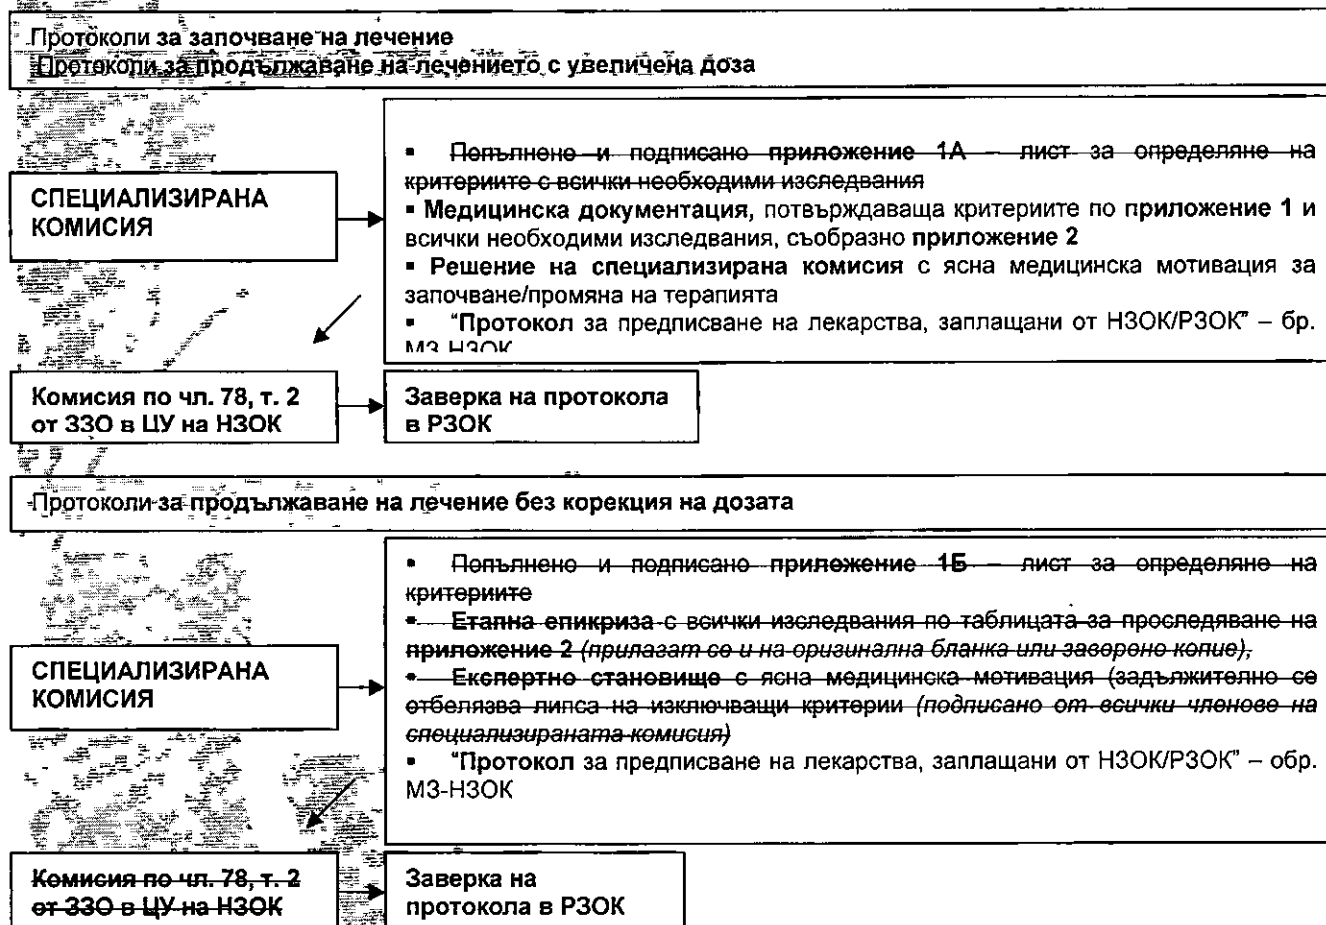 Протоколи за започване на лечение
Протоколи за продължаване на лечението с увеличена доза
▪ Попълнено и подписано приложение 1А – лист за определяне на
критериите с всички необходими изследвания
СПЕЦИАЛИЗИРАНА
КОМИСИЯ
▪ Медицинска документация, потвърждаваща критериите по приложение 1 и
всички необходими изследвания, съобразно приложение 2
▪ Решение на специализирана комисия с ясна медицинска мотивация за
започване/промяна на терапията
▪ "Протокол за предписване на лекарства, заплащани от НЗОК/РЗОК" – бр.
МЗ-НЗОК
Комисия по чл. 78, т. 2
от ЗЗО в ЦУ на НЗОК
Заверка на протокола
в РЗОК
Протоколи за продължаване на лечение без корекция на дозата
▪ Попълнено и подписано приложение 1Б – лист за определяне на
критериите
▪ Етапна епикриза с всички изследвания по таблицата за проследяване на
приложение 2 (прилагат се и на оригинална бланка или заверено копие),
СПЕЦИАЛИЗИРАНА
КОМИСИЯ
▪ Експертно становище с ясна медицинска мотивация (задължително се
отбелязва липса на изключващи критерии (подписано от всички членове на
специализираната комисия)
▪ "Протокол за предписване на лекарства, заплащани от НЗОК/РЗОК" – обр.
МЗ-НЗОК
Комисия по чл. 78, т. 2
от ЗЗО в ЦУ на НЗОК
Заверка на
протокола в РЗОК